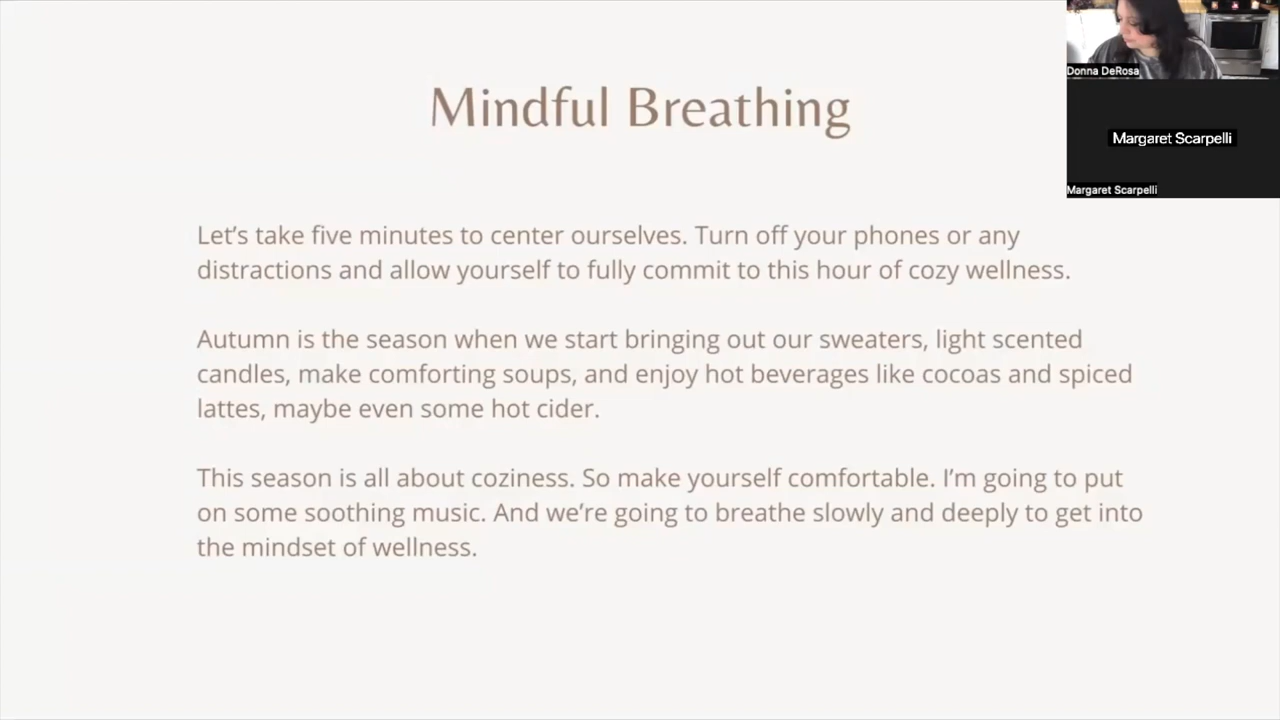 Mindful Breathing
Donna DeRosa
Margaret Scarpelli
Margaret Scarpelli
Let’s take five minutes to center ourselves. Turn off your phones or any
distractions and allow yourself to fully commit to this hour of cozy wellness.
Autumn is the season when we start bringing out our sweaters, light scented
candles, make comforting soups, and enjoy hot beverages like cocoas and spiced
lattes, maybe even some hot cider.
This season is all about coziness. So make yourself comfortable. I’m going to put
on some soothing music. And we’re going to breathe slowly and deeply to get into
the mindset of wellness.